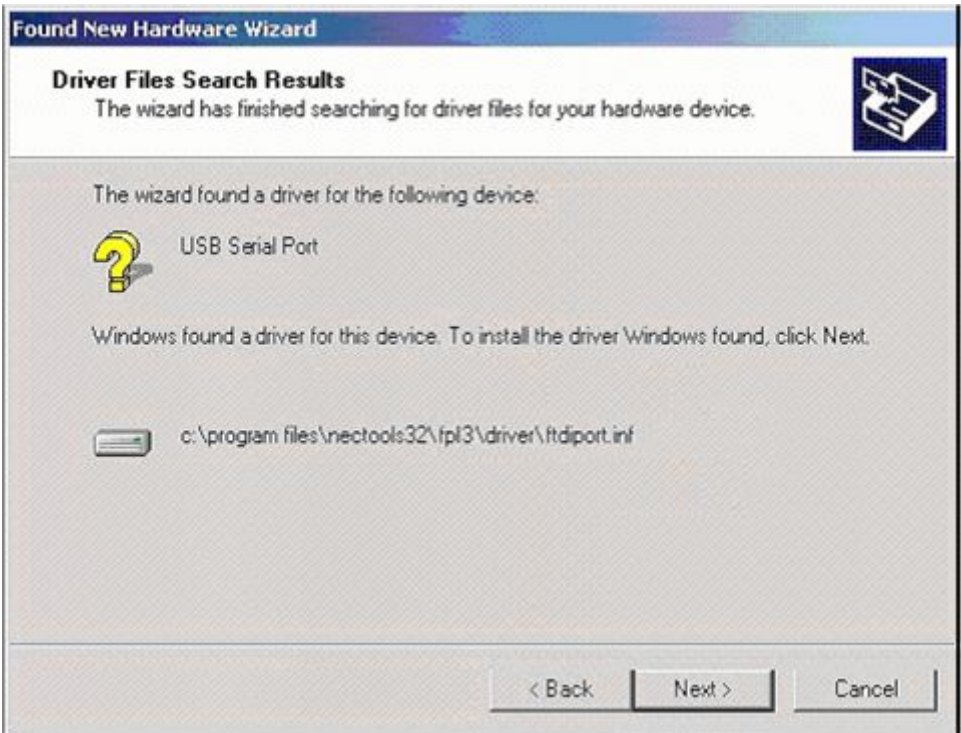 Found New Hardware Wizard
Driver Files Search Results
The wizard has finished searching for driver files for your hardware device.
The wizard found a driver for the following device:
USB Serial Port
Windows found a driver for this device. To install the driver Windows found, click Next.
c:\program files\nectools32\fpl3\driver\ftdiport.inf
< Back
Next >
Cancel